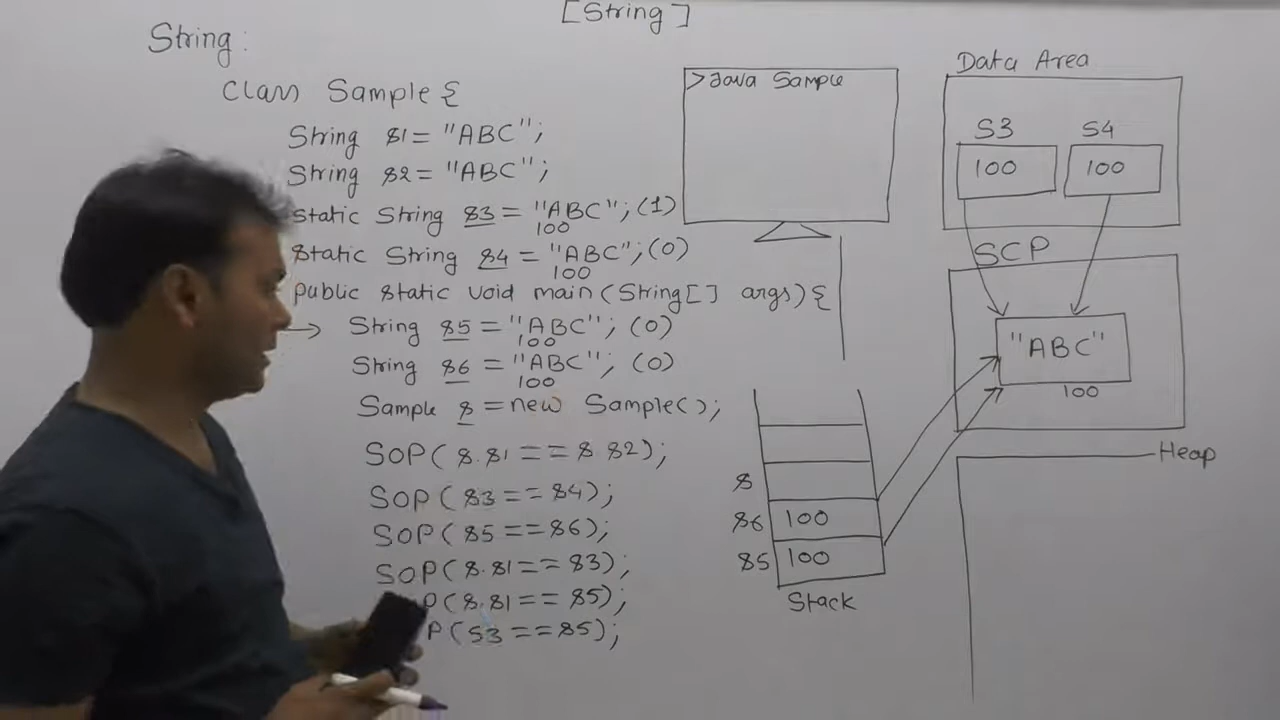 [String]
String:
Class Sample {
String s1 = "ABC";
String s2 = "ABC";
static String s3 = "ABC"; (1)
100
static String s4 = "ABC"; (0)
100
public static void main(String[] args) {
→ String s5 = "ABC"; (0)
100
String s6 = "ABC"; (0)
100
Sample s = new Sample();
SOP(s.s1 == s s2);
SOP(s3 == s4);
SOP(s5 == s6);
SOP(s.s1 == s3);
P(s.s1 == s5);
P(s3 == s5);
>Java Sample
s
s6 100
s5 100
Stack
Data Area
S3 S4
100 100
SCP
"ABC"
100
Heap